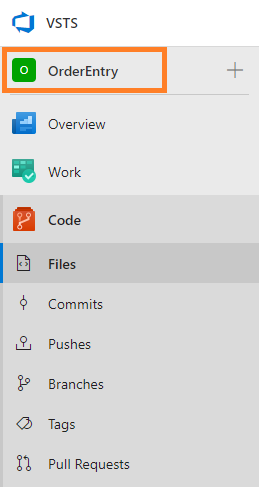 VSTS
O OrderEntry
Overview
Work
Code
Files
Commits
Pushes
Branches
Tags
Pull Requests